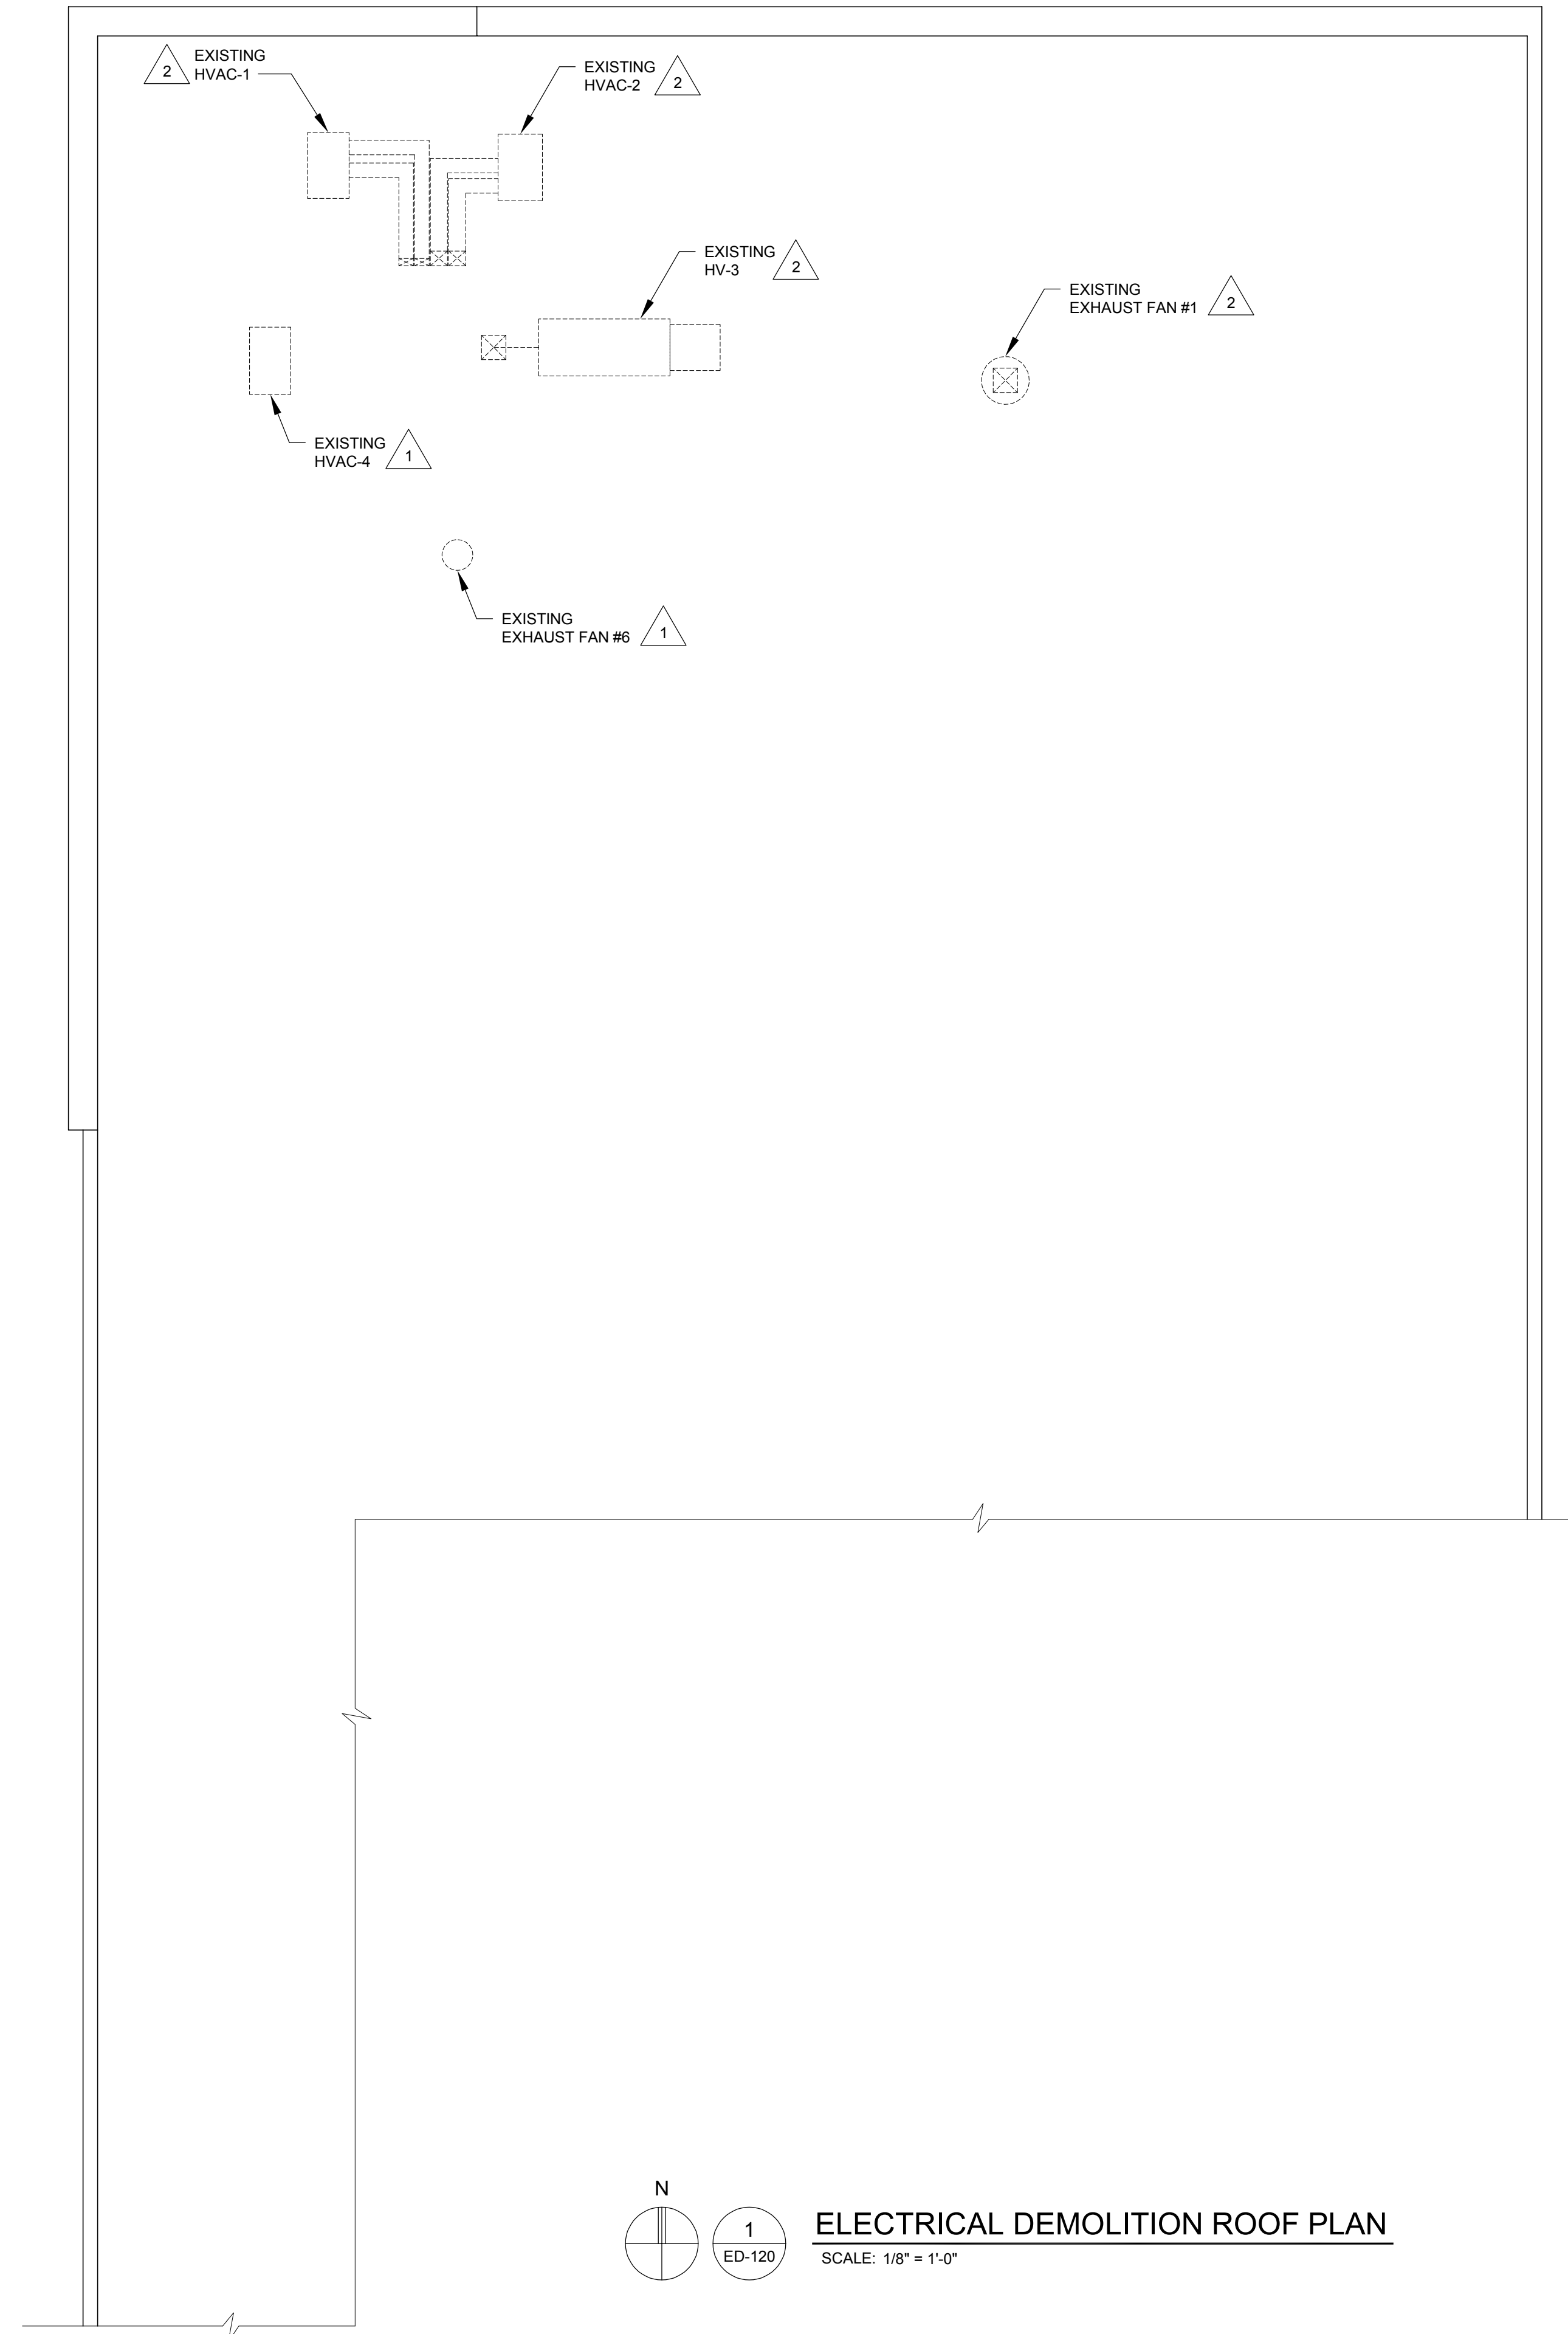 2
EXISTING
HVAC-1
EXISTING
HVAC-2
2
EXISTING
HV-3
2
EXISTING
EXHAUST FAN #1
2
EXISTING
HVAC-4
1
EXISTING
EXHAUST FAN #6
1
N
1
ED-120
ELECTRICAL DEMOLITION ROOF PLAN
SCALE: 1/8" = 1'-0"